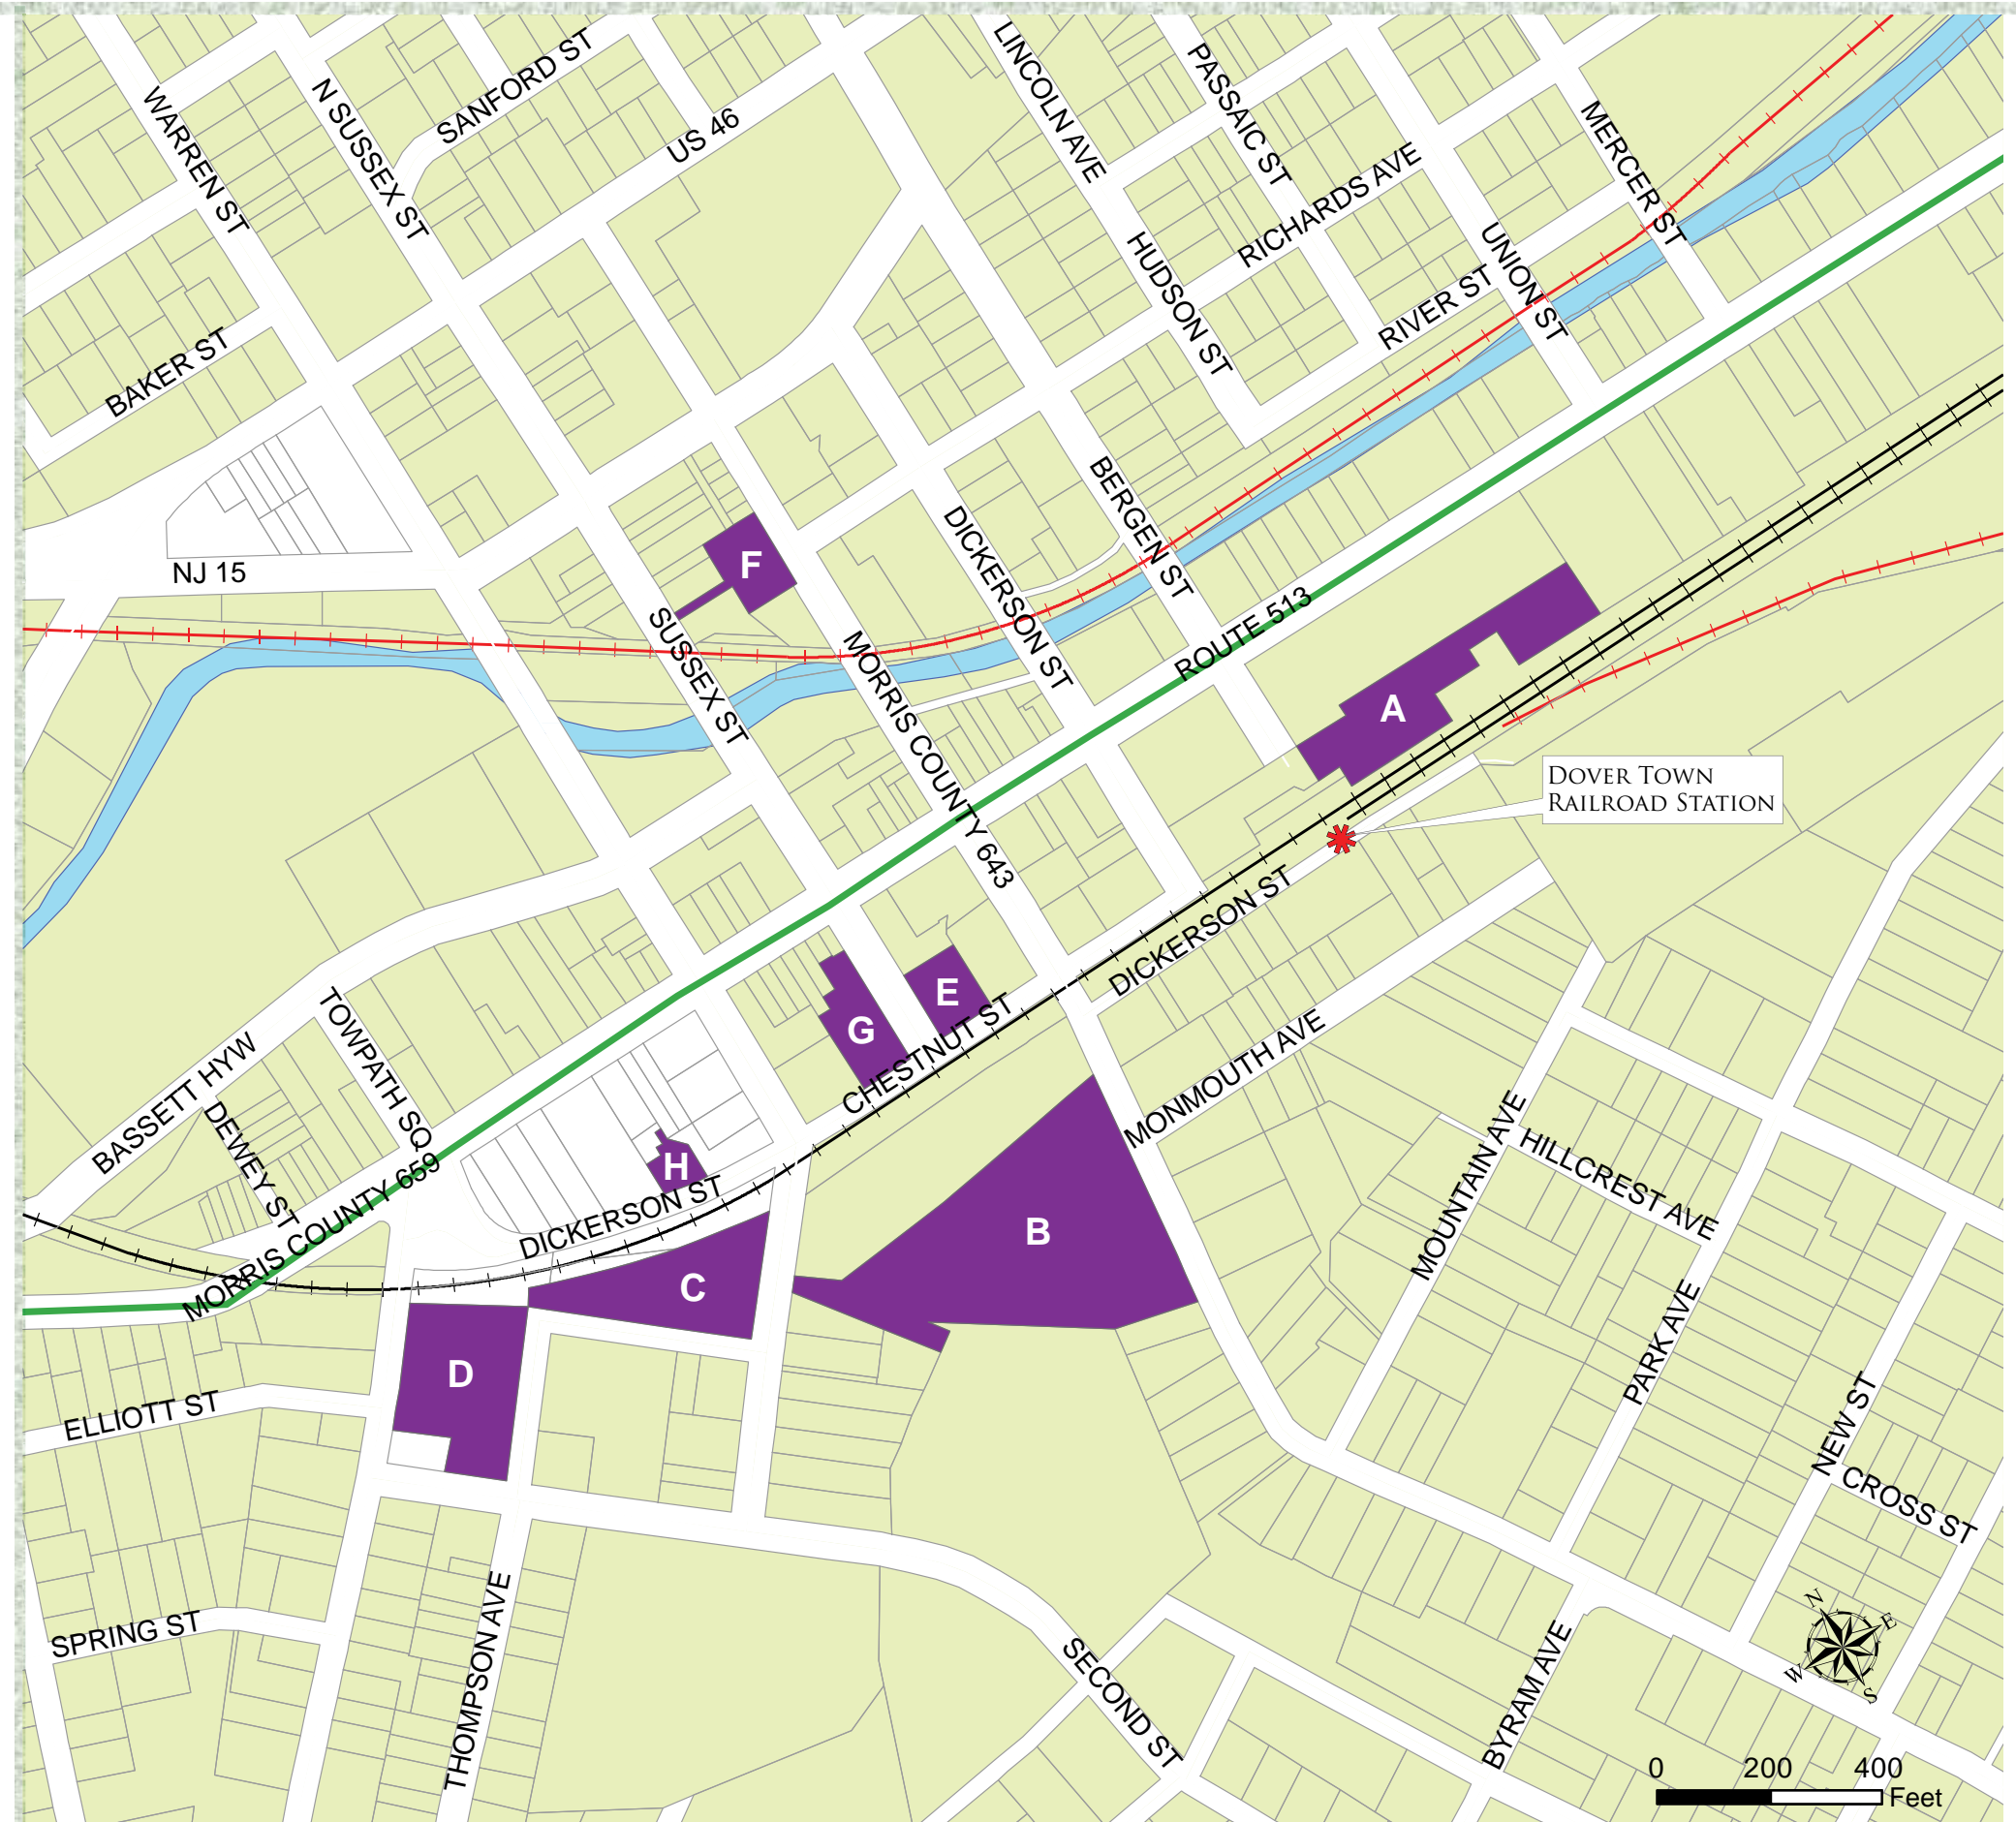 WARREN ST
N SUSSEX ST
SANFORD ST
US 46
LINCOLN AVE
PASSAIC ST
RICHARDS AVE
MERCER ST
HUDSON ST
UNION ST
RIVER ST
BAKER ST
NJ 15
F
BERGEN ST
DICKERSON ST
SUSSEX ST
MORRIS COUNTY 643
ROUTE 513
A
DOVER TOWN
RAILROAD STATION
DICKERSON ST
E
G
CHESTNUT ST
TOWPATH SQ
BASSETT HYW
DEWEY ST
MORRIS COUNTY 659
H
DICKERSON ST
MONMOUTH AVE
B
C
D
MOUNTAIN AVE
HILLCREST AVE
PARK AVE
NEW ST
CROSS ST
ELLIOTT ST
SPRING ST
THOMPSON AVE
SECOND ST
BYRAM AVE
N
E
W
S
0 200 400
Feet